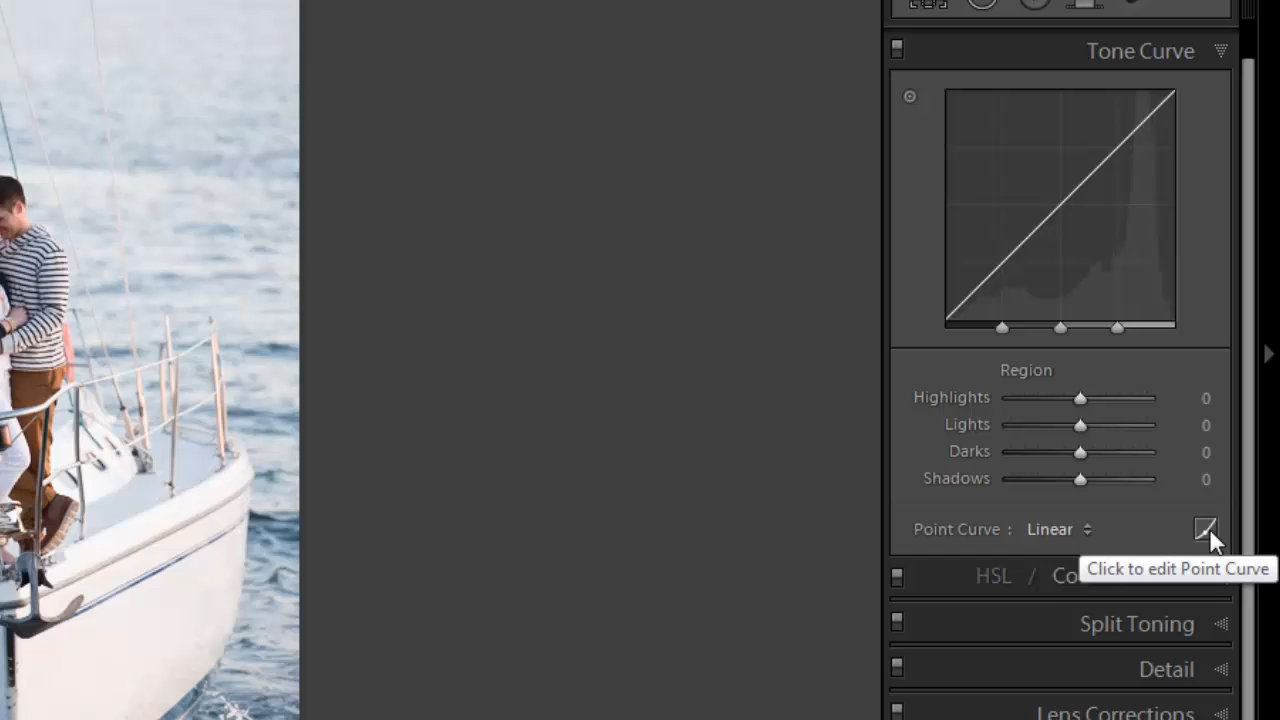 Tone Curve
Region
Highlights 0
Lights 0
Darks 0
Shadows 0
Point Curve : Linear
Click to edit Point Curve
HSL / Co
Split Toning
Detail
Lens Corrections